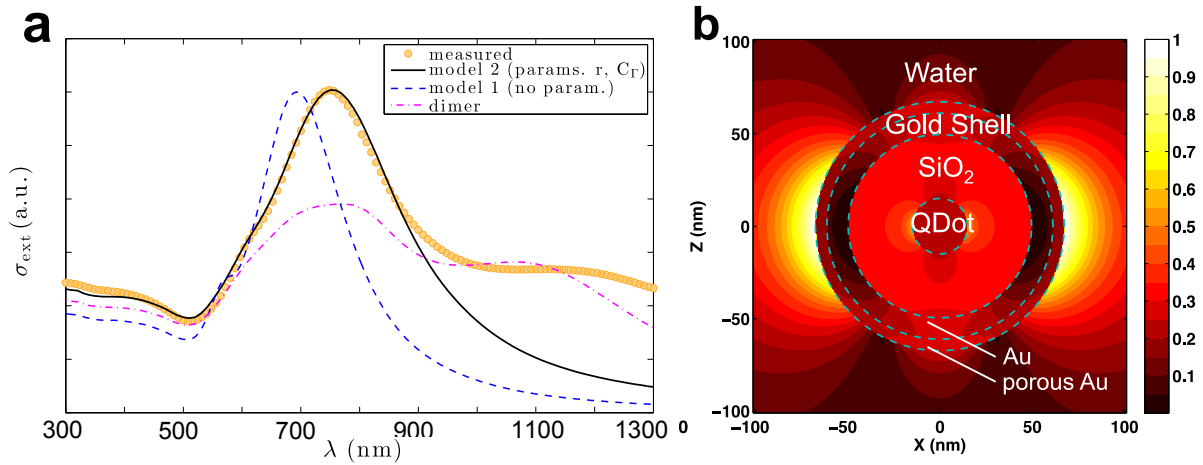 a
σext (a.u.)
measured
model 2 (params. r, CΓ)
model 1 (no param.)
dimer
300 500 700 900 1100 1300
λ (nm)
0
b
Z (nm)
100
50
0
−50
−100
Water
Gold Shell
SiO2
QDot
Au
porous Au
−100 −50 0 50 100
X (nm)
1
0.9
0.8
0.7
0.6
0.5
0.4
0.3
0.2
0.1